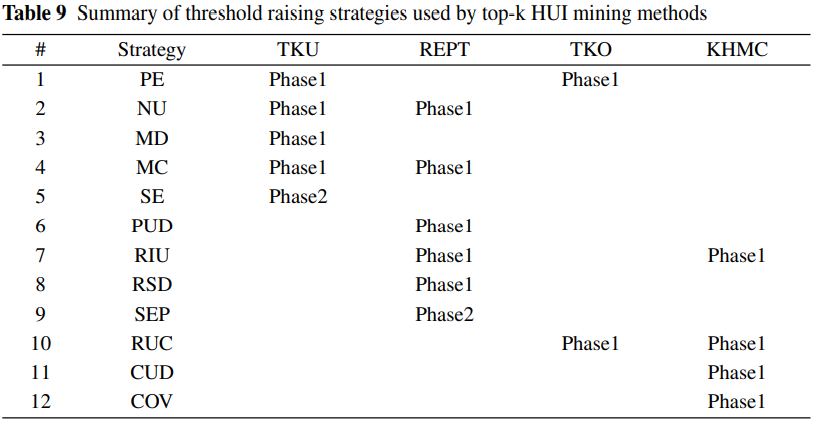 Table 9 Summary of threshold raising strategies used by top-k HUI mining methods
# Strategy TKU REPT TKO KHMC
1 PE Phase1 Phase1
2 NU Phase1 Phase1
3 MD Phase1
4 MC Phase1 Phase1
5 SE Phase2
6 PUD Phase1
7 RIU Phase1 Phase1
8 RSD Phase1
9 SEP Phase2
10 RUC Phase1 Phase1
11 CUD Phase1
12 COV Phase1